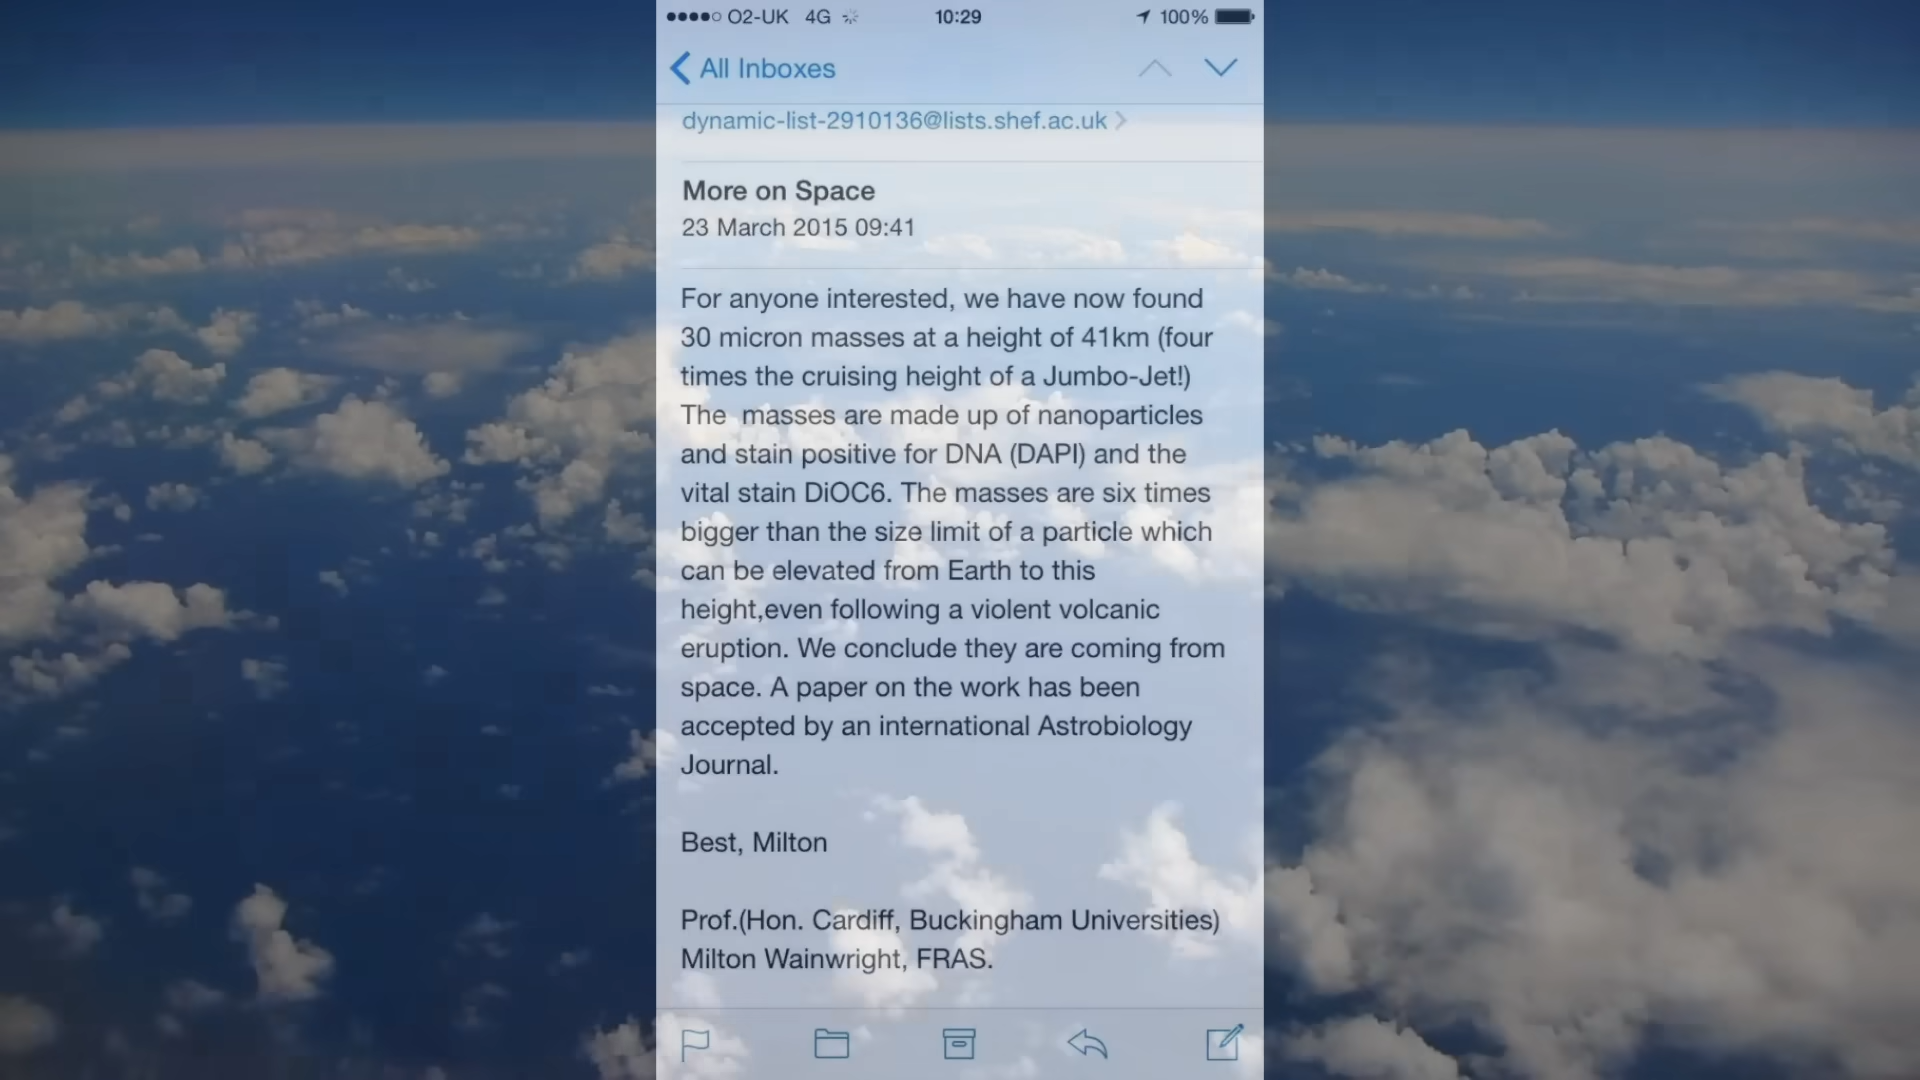 O2-UK 4G 10:29 100%
All Inboxes
dynamic-list-2910136@lists.shef.ac.uk
More on Space
23 March 2015 09:41
For anyone interested, we have now found
30 micron masses at a height of 41km (four
times the cruising height of a Jumbo-Jet!)
The masses are made up of nanoparticles
and stain positive for DNA (DAPI) and the
vital stain DiOC6. The masses are six times
bigger than the size limit of a particle which
can be elevated from Earth to this
height,even following a violent volcanic
eruption. We conclude they are coming from
space. A paper on the work has been
accepted by an international Astrobiology
Journal.
Best, Milton
Prof.(Hon. Cardiff, Buckingham Universities)
Milton Wainwright, FRAS.